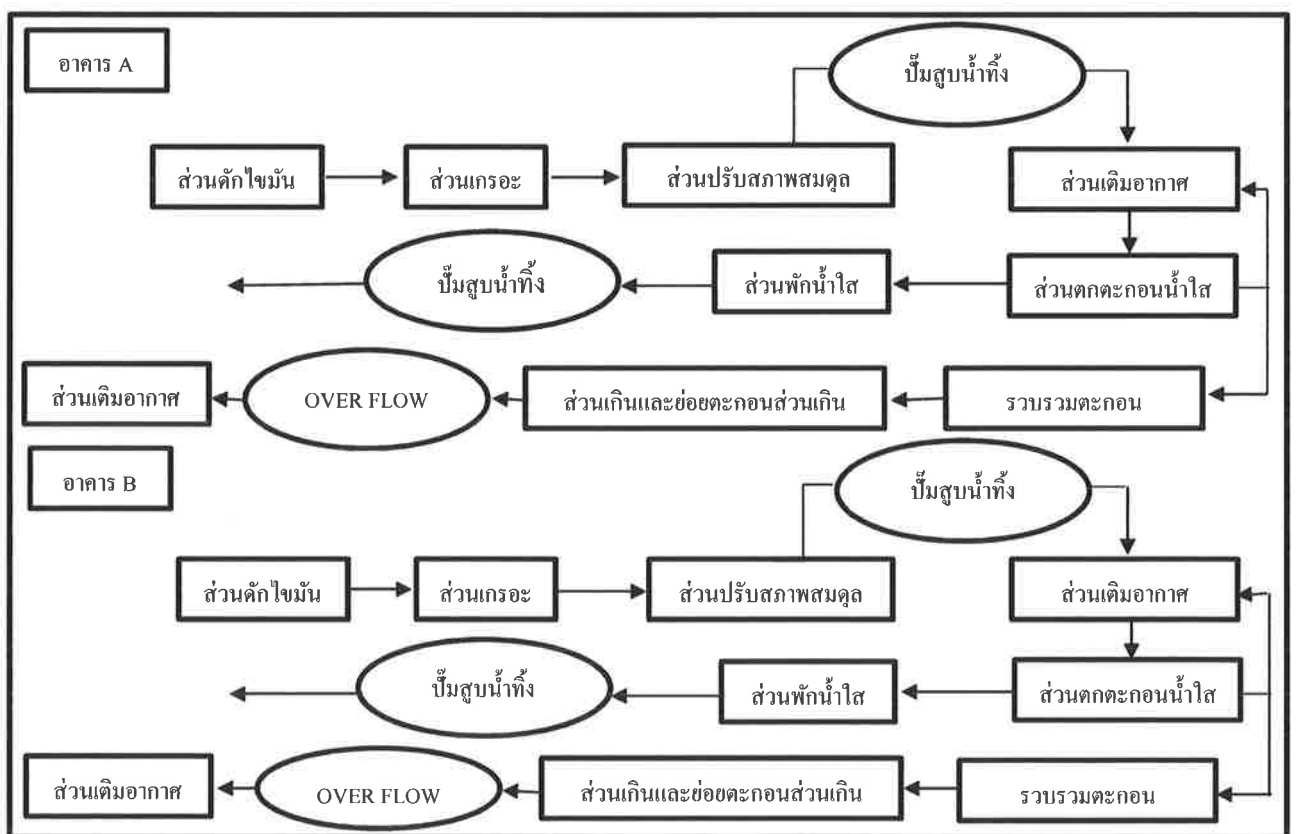 อาคาร A
ปั๊มสูบน้ำทิ้ง
ส่วนดักไขมัน
ส่วนเกรอะ
ส่วนปรับสภาพสมดุล
ส่วนเติมอากาศ
ปั๊มสูบน้ำทิ้ง
ส่วนพักน้ำใส
ส่วนตกตะกอนน้ำใส
ส่วนเติมอากาศ
OVER FLOW
ส่วนเกินและย่อยตะกอนส่วนเกิน
รวบรวมตะกอน
อาคาร B
ปั๊มสูบน้ำทิ้ง
ส่วนดักไขมัน
ส่วนเกรอะ
ส่วนปรับสภาพสมดุล
ส่วนเติมอากาศ
ปั๊มสูบน้ำทิ้ง
ส่วนพักน้ำใส
ส่วนตกตะกอนน้ำใส
ส่วนเติมอากาศ
OVER FLOW
ส่วนเกินและย่อยตะกอนส่วนเกิน
รวบรวมตะกอน